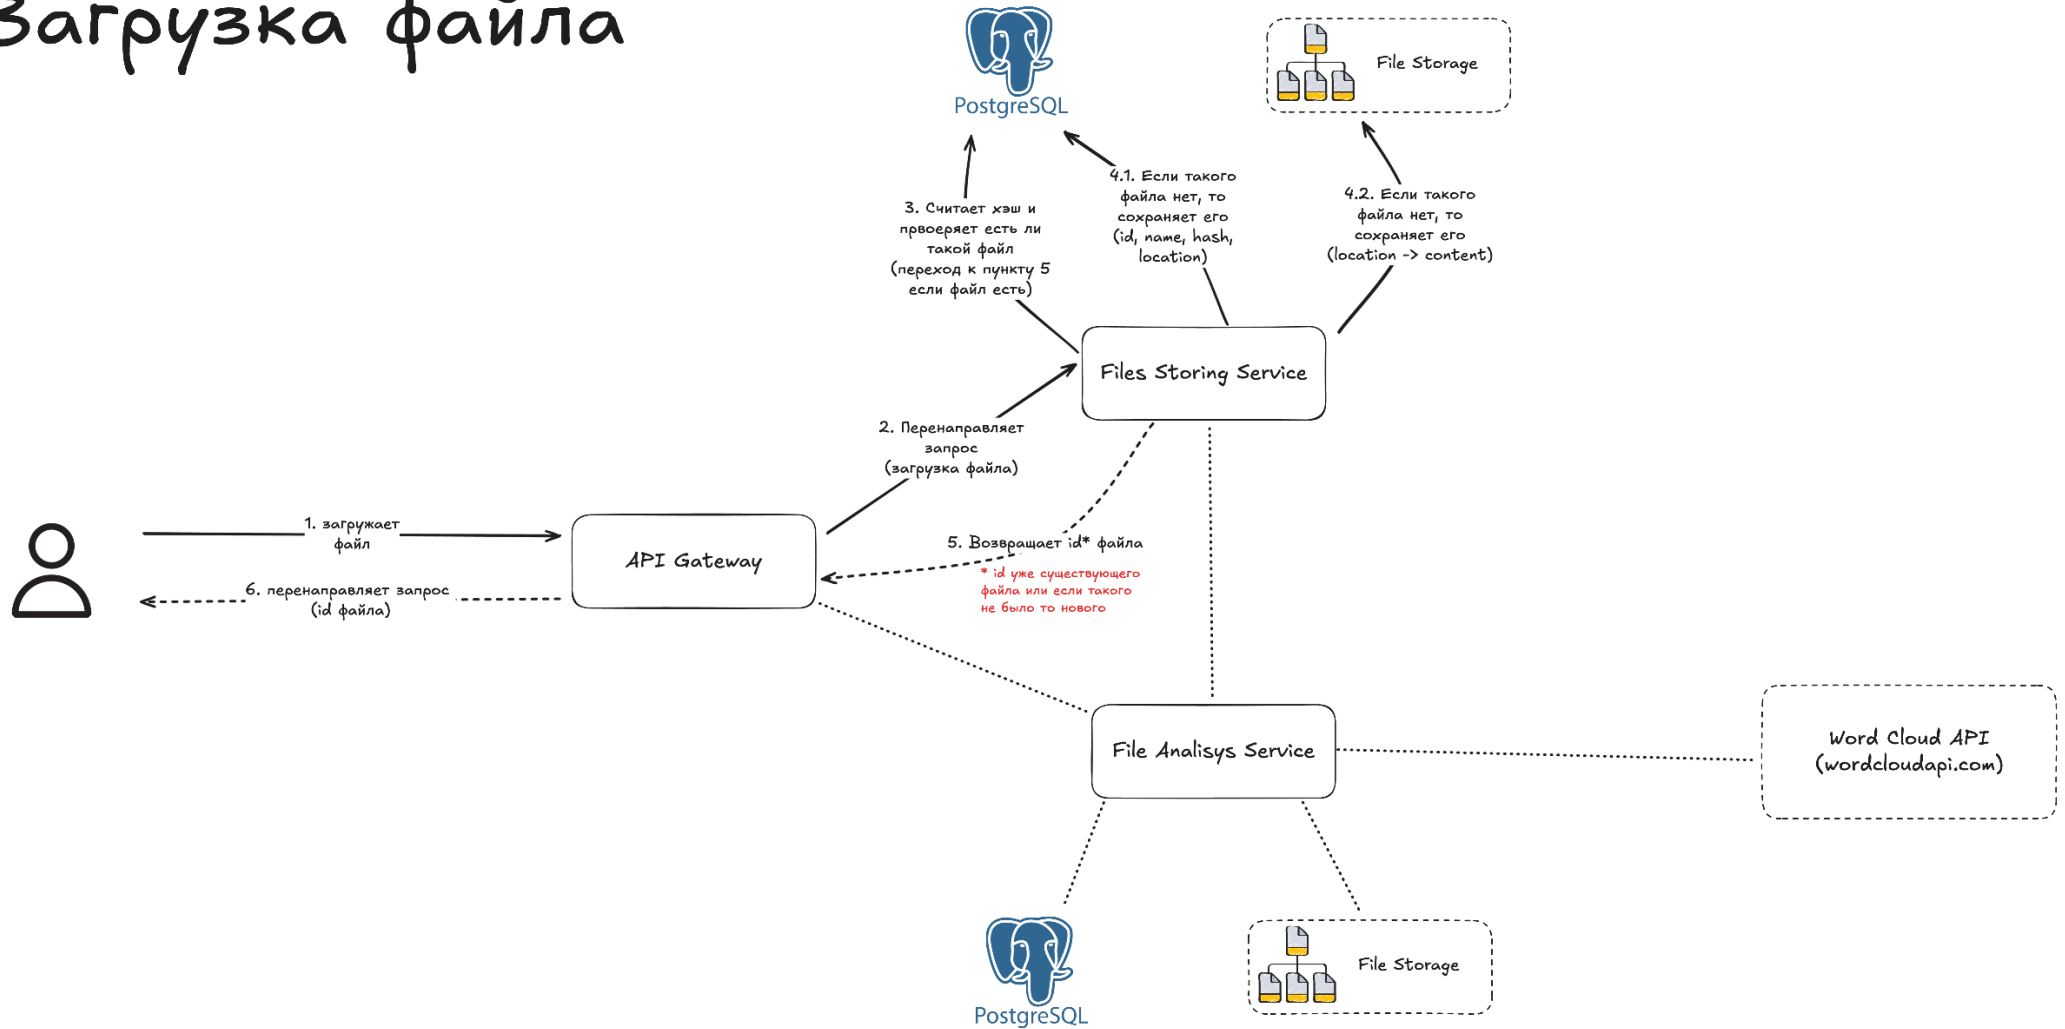 Загрузка файла
PostgreSQL
File Storage
3. Считает хэш и
првоеряет есть ли
такой файл
(переход к пункту 5
если файл есть)
4.1. Если такого
файла нет, то
сохраняет его
(id, name, hash,
location)
4.2. Если такого
файла нет, то
сохраняет его
(location -> content)
Files Storing Service
2. Перенаправляет
запрос
(загрузка файла)
1. загружает
файл
API Gateway
5. Возвращает id* файла
* id уже существующего
файла или если такого
не было то нового
6. перенаправляет запрос
(id файла)
File Analisys Service
Word Cloud API
(wordcloudapi.com)
PostgreSQL
File Storage